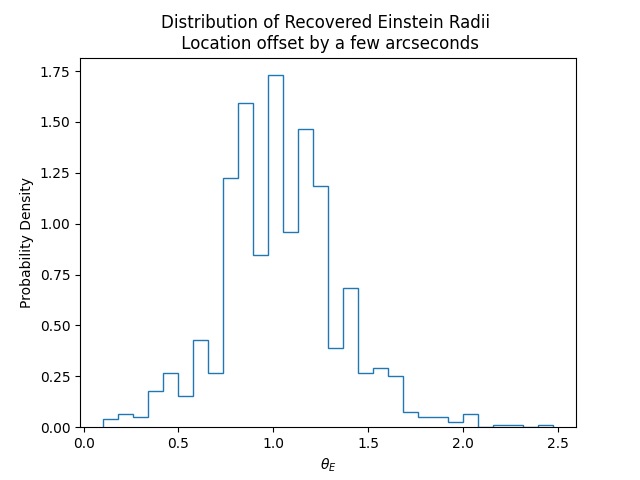 Distribution of Recovered Einstein Radii
Location offset by a few arcseconds
1.75
1.50
1.25
1.00
0.75
0.50
0.25
0.00
Probability Density
0.0 0.5 1.0 1.5 2.0 2.5
θ_E